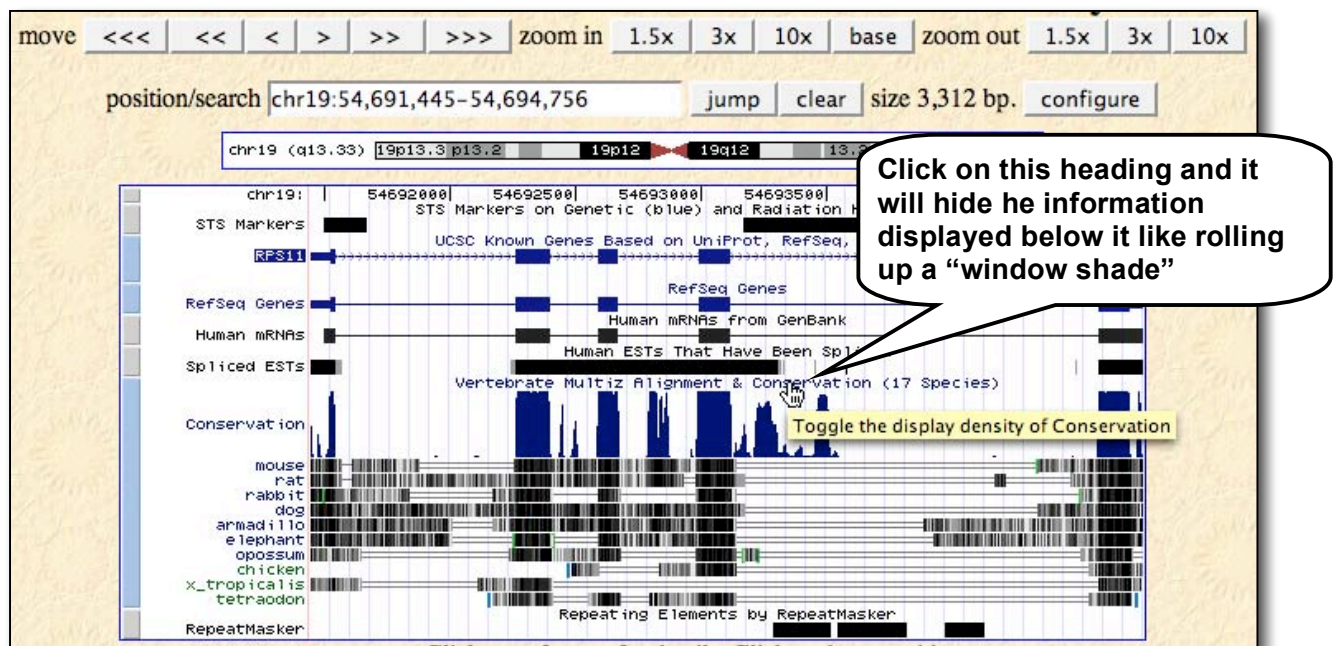 move <<< << < > >> >>> zoom in 1.5x 3x 10x base zoom out 1.5x 3x 10x
position/search chr19:54,691,445-54,694,756 jump clear size 3,312 bp. configure
chr19 (q13.33) 19p13.3 p13.2 19p12 19q12
Click on this heading and it
will hide he information
displayed below it like rolling
up a “window shade”
chr19: 54692000| 54692500| 54693000| 54693500|
STS Markers on Genetic (blue) and Radiation
STS Markers
UCSC Known Genes Based on UniProt, RefSeq,
RPS11
RefSeq Genes
RefSeq Genes
Human mRNAs from GenBank
Human mRNAs
Human ESTs That Have Been
Spliced ESTs
Vertebrate Multiz Alignment & Conservation (17 Species)
Conservation
Toggle the display density of Conservation
mouse
rat
rabbit
dog
armadillo
elephant
opossum
chicken
x_tropicalis
tetraodon
Repeating Elements by RepeatMasker
RepeatMasker